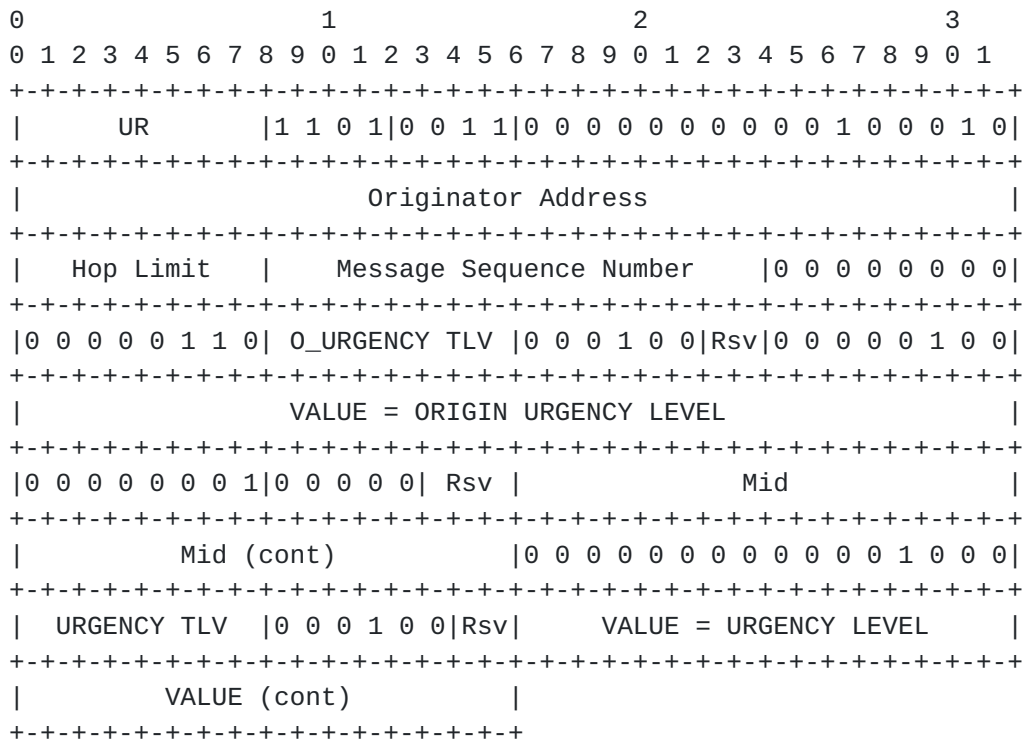 0                   1                   2                   3
0 1 2 3 4 5 6 7 8 9 0 1 2 3 4 5 6 7 8 9 0 1 2 3 4 5 6 7 8 9 0 1
+-+-+-+-+-+-+-+-+-+-+-+-+-+-+-+-+-+-+-+-+-+-+-+-+-+-+-+-+-+-+-+-+
|      UR       |1 1 0 1|0 0 1 1|0 0 0 0 0 0 0 0 0 0 1 0 0 0 1 0|
+-+-+-+-+-+-+-+-+-+-+-+-+-+-+-+-+-+-+-+-+-+-+-+-+-+-+-+-+-+-+-+-+
|                      Originator Address                       |
+-+-+-+-+-+-+-+-+-+-+-+-+-+-+-+-+-+-+-+-+-+-+-+-+-+-+-+-+-+-+-+-+
|   Hop Limit   |    Message Sequence Number    |0 0 0 0 0 0 0 0|
+-+-+-+-+-+-+-+-+-+-+-+-+-+-+-+-+-+-+-+-+-+-+-+-+-+-+-+-+-+-+-+-+
|0 0 0 0 0 1 1 0| O_URGENCY TLV |0 0 0 1 0 0|Rsv|0 0 0 0 0 1 0 0|
+-+-+-+-+-+-+-+-+-+-+-+-+-+-+-+-+-+-+-+-+-+-+-+-+-+-+-+-+-+-+-+-+
|                 VALUE = ORIGIN URGENCY LEVEL                  |
+-+-+-+-+-+-+-+-+-+-+-+-+-+-+-+-+-+-+-+-+-+-+-+-+-+-+-+-+-+-+-+-+
|0 0 0 0 0 0 0 1|0 0 0 0 0| Rsv |              Mid              |
+-+-+-+-+-+-+-+-+-+-+-+-+-+-+-+-+-+-+-+-+-+-+-+-+-+-+-+-+-+-+-+-+
|          Mid (cont)           |0 0 0 0 0 0 0 0 0 0 0 0 1 0 0 0|
+-+-+-+-+-+-+-+-+-+-+-+-+-+-+-+-+-+-+-+-+-+-+-+-+-+-+-+-+-+-+-+-+
|  URGENCY TLV  |0 0 0 1 0 0|Rsv|     VALUE = URGENCY LEVEL     |
+-+-+-+-+-+-+-+-+-+-+-+-+-+-+-+-+-+-+-+-+-+-+-+-+-+-+-+-+-+-+-+-+
|         VALUE (cont)          |
+-+-+-+-+-+-+-+-+-+-+-+-+-+-+-+-+